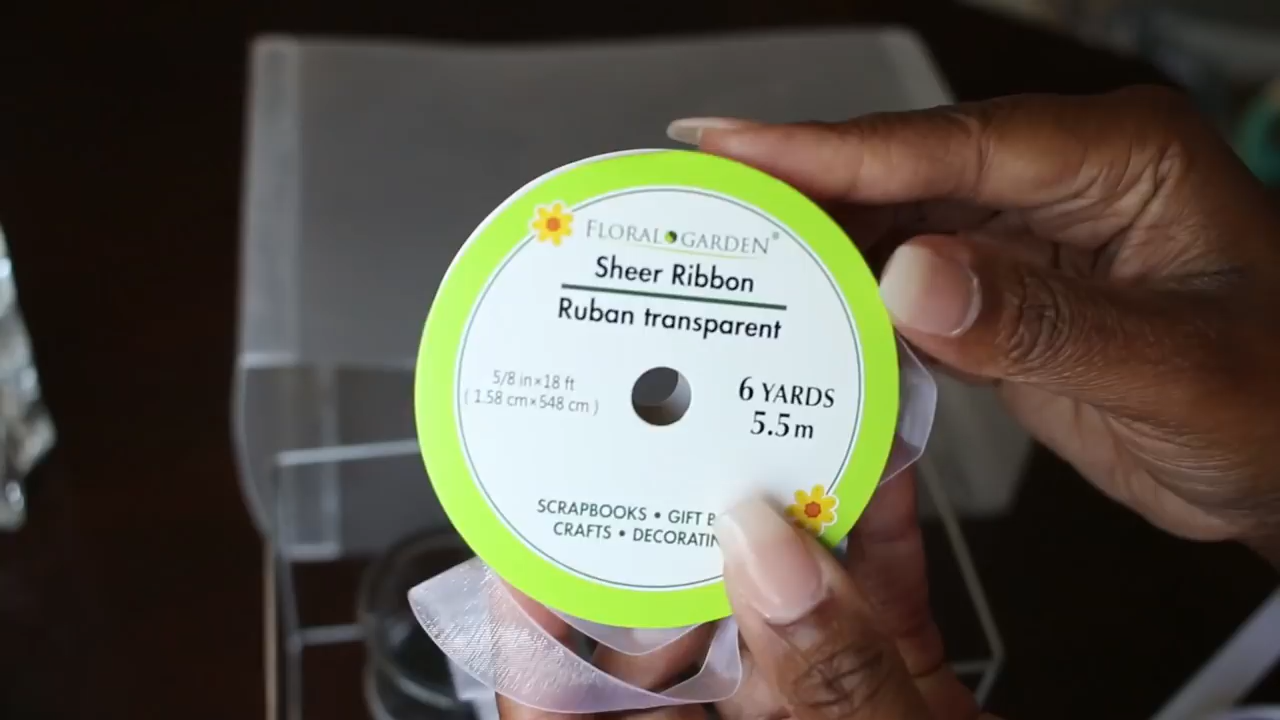 FLORAL GARDEN®
Sheer Ribbon
Ruban transparent
5/8 in×18 ft
( 1.58 cm×548 cm )
6 YARDS
5.5 m
SCRAPBOOKS • GIFT
CRAFTS •